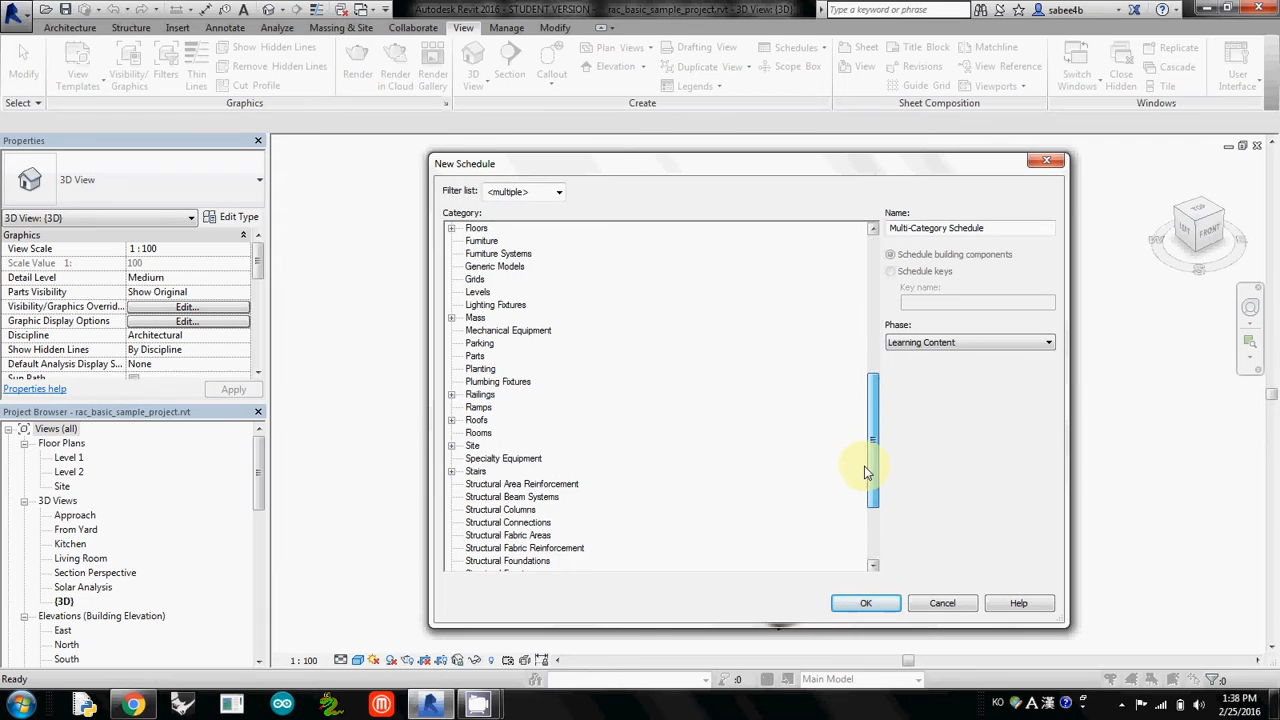 Autodesk Revit 2016 - STUDENT VERSION - rac_basic_sample_project.rvt - 3D View: {3D}
Type a keyword or phrase
sabee4b
Architecture Structure Insert Annotate Analyze Massing & Site Collaborate View Manage Modify
Modify
View Templates
Visibility/ Graphics
Filters
Thin Lines
Show Hidden Lines
Remove Hidden Lines
Cut Profile
Render
Render in Cloud
Render Gallery
3D View
Section
Callout
Plan Views
Elevation
Drafting View
Duplicate View
Legends
Schedules
Scope Box
Sheet
View
Title Block
Revisions
Guide Grid
Matchline
View Reference
Viewports
Switch Windows
Close Hidden
Replicate
Cascade
Tile
User Interface
Select
Graphics
Create
Sheet Composition
Windows
Properties
3D View
3D View: {3D}
Edit Type
Graphics
View Scale 1 : 100
Scale Value 1: 100
Detail Level Medium
Parts Visibility Show Original
Visibility/Graphics Overrid... Edit...
Graphic Display Options Edit...
Discipline Architectural
Show Hidden Lines By Discipline
Default Analysis Display S... None
Sun Path
Properties help
Apply
Project Browser - rac_basic_sample_project.rvt
Views (all)
Floor Plans
Level 1
Level 2
Site
3D Views
Approach
From Yard
Kitchen
Living Room
Section Perspective
Solar Analysis
{3D}
Elevations (Building Elevation)
East
North
South
New Schedule
Filter list: <multiple>
Category:
Floors
Furniture
Furniture Systems
Generic Models
Grids
Levels
Lighting Fixtures
Mass
Mechanical Equipment
Parking
Parts
Planting
Plumbing Fixtures
Railings
Ramps
Roofs
Rooms
Site
Specialty Equipment
Stairs
Structural Area Reinforcement
Structural Beam Systems
Structural Columns
Structural Connections
Structural Fabric Areas
Structural Fabric Reinforcement
Structural Foundations
Name:
Multi-Category Schedule
Schedule building components
Schedule keys
Key name:
Phase:
Learning Content
OK Cancel Help
TOP
FRONT
1 : 100
Ready
:0
Main Model
:0
KO
A 漢
1:38 PM
2/25/2016